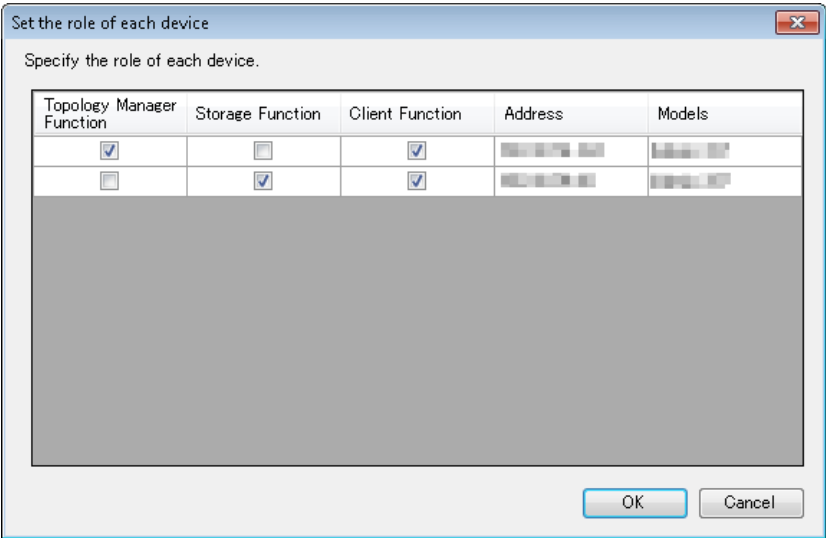 Set the role of each device
Specify the role of each device.
Topology Manager
Function
Storage Function
Client Function
Address
Models
OK
Cancel